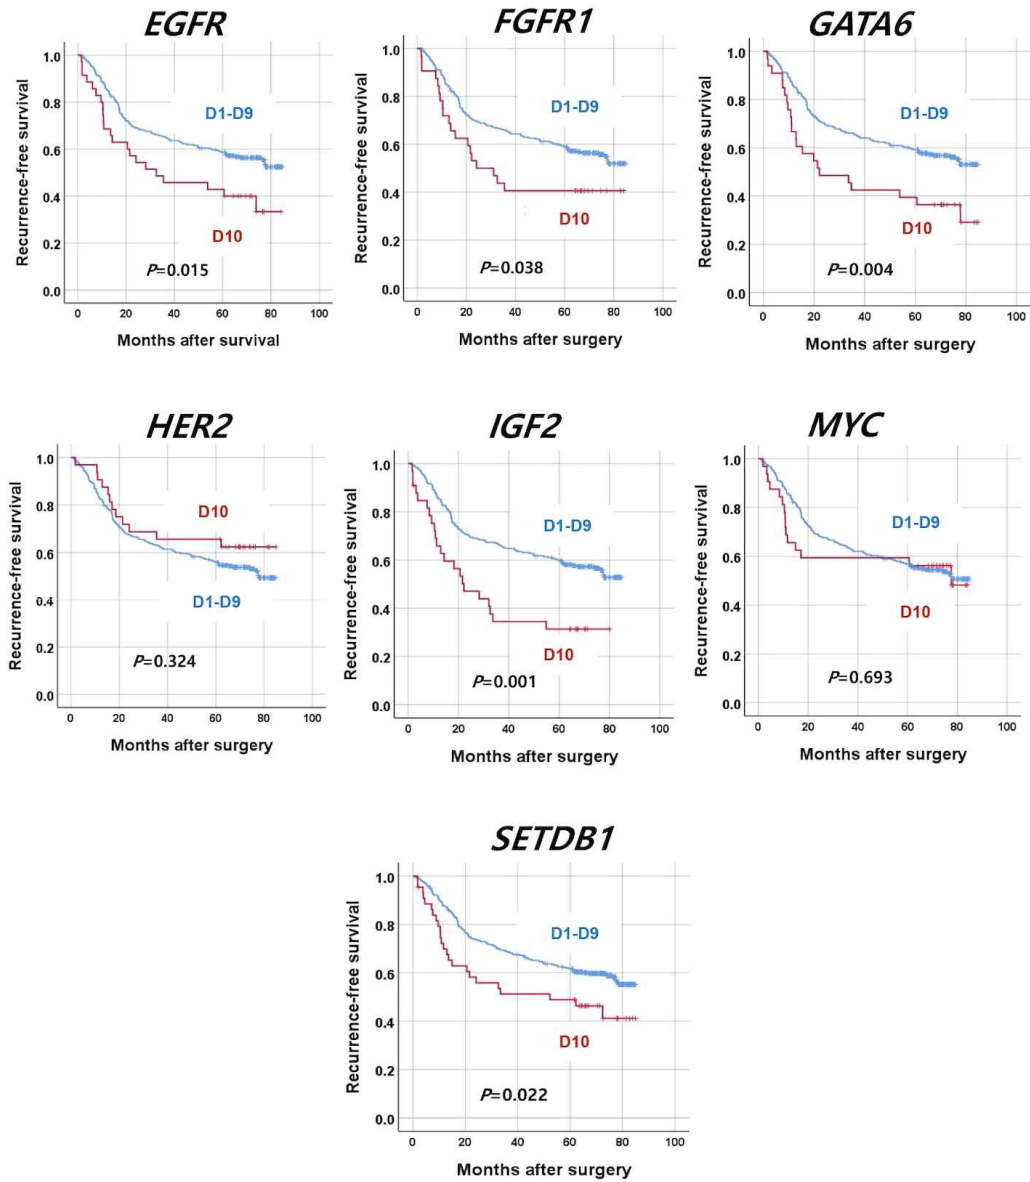 EGFR
FGFR1
GATA6
Recurrence-free survival
1.0
0.8
0.6
0.4
0.2
0.0
D1-D9
D10
P=0.015
0 20 40 60 80 100
Months after survival
Recurrence-free survival
1.0
0.8
0.6
0.4
0.2
0.0
D1-D9
D10
P=0.038
0 20 40 60 80 100
Months after surgery
Recurrence-free survival
1.0
0.8
0.6
0.4
0.2
0.0
D1-D9
D10
P=0.004
0 20 40 60 80 100
Months after surgery
HER2
IGF2
MYC
Recurrence-free survival
1.0
0.8
0.6
0.4
0.2
0.0
D10
D1-D9
P=0.324
0 20 40 60 80 100
Months after surgery
Recurrence-free survival
1.0
0.8
0.6
0.4
0.2
0.0
D1-D9
D10
P=0.001
0 20 40 60 80 100
Months after surgery
Recurrence-free survival
1.0
0.8
0.6
0.4
0.2
0.0
D1-D9
D10
P=0.693
0 20 40 60 80 100
Months after surgery
SETDB1
Recurrence-free survival
1.0
0.8
0.6
0.4
0.2
0.0
D1-D9
D10
P=0.022
0 20 40 60 80 100
Months after surgery